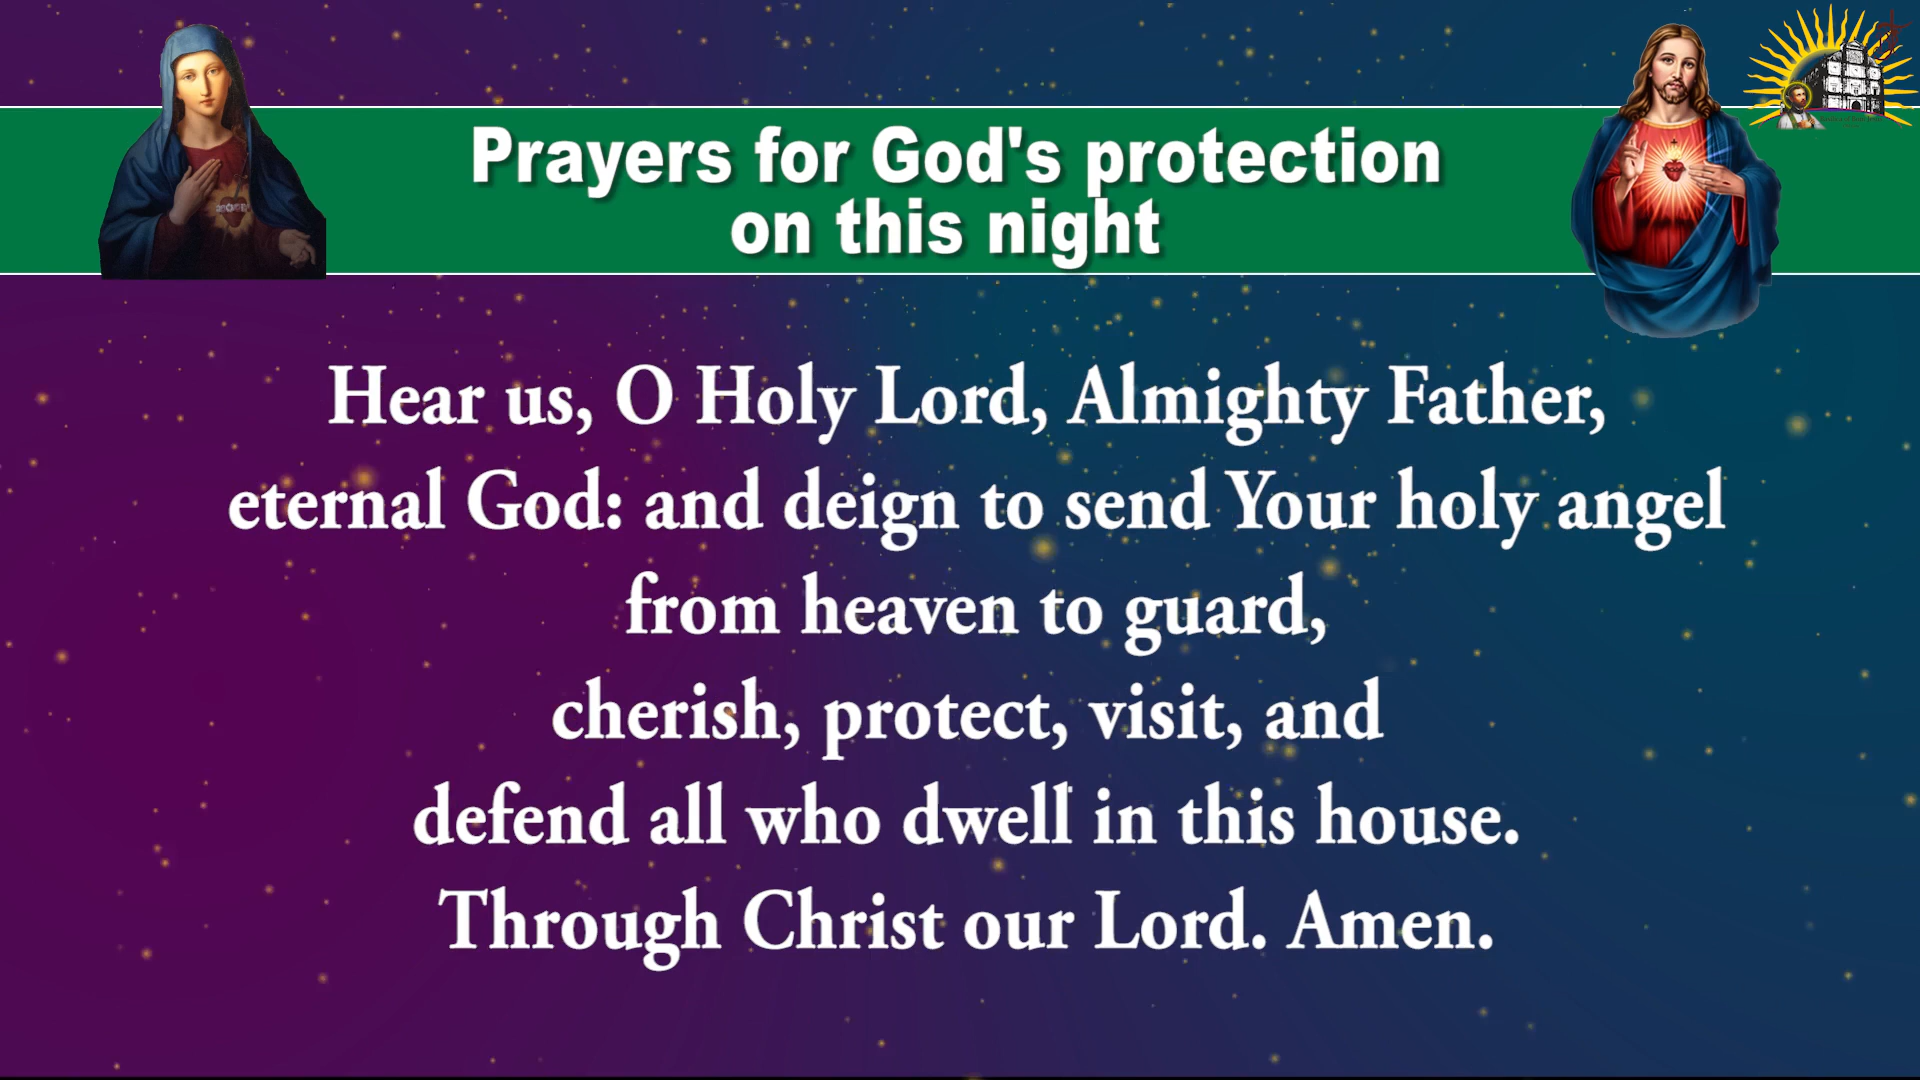 Prayers for God's protection
on this night
Hear us, O Holy Lord, Almighty Father,
eternal God: and deign to send Your holy angel
from heaven to guard,
cherish, protect, visit, and
defend all who dwell in this house.
Through Christ our Lord. Amen.